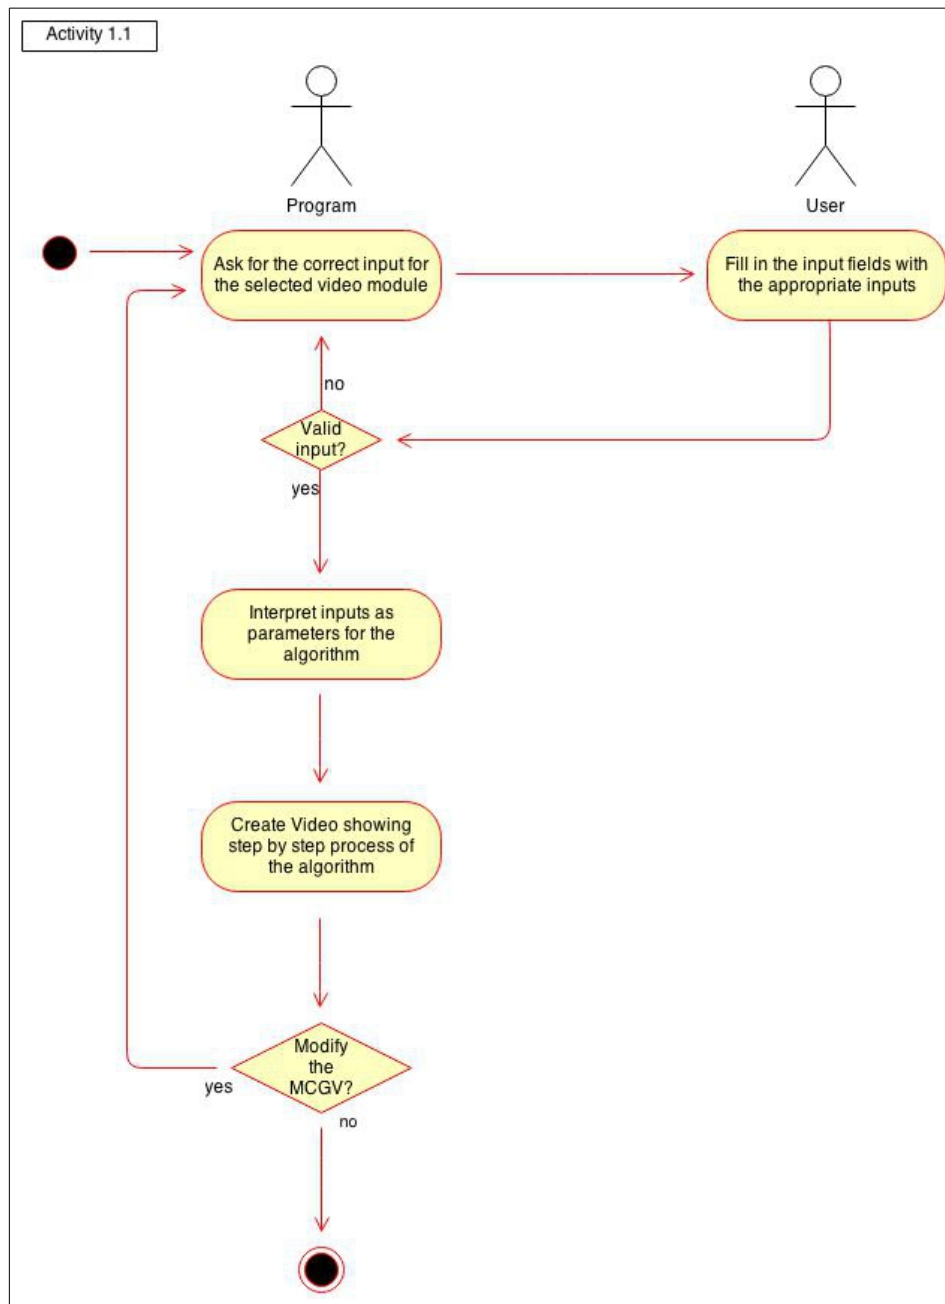 Activity 1.1
Program
User
Ask for the correct input for
the selected video module
Fill in the input fields with
the appropriate inputs
no
Valid
input?
yes
Interpret inputs as
parameters for the
algorithm
Create Video showing
step by step process of
the algorithm
Modify
the
MCGV?
yes
no